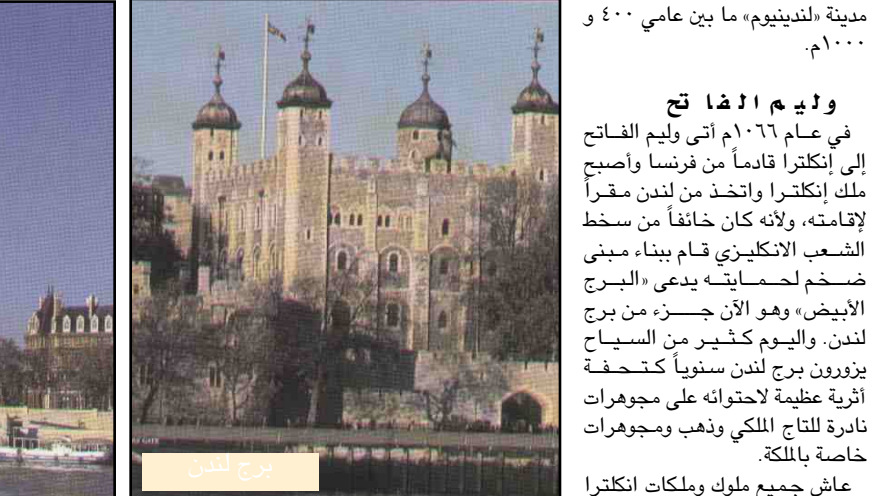 مدينة «لندينيوم» ما بين عامي ٤٠٠ و
١٠٠٠م.
وليم الفاتح
في عام ١٠٦٦م أتى وليم الفاتح
إلى إنكلترا قادماً من فرنسا وأصبح
ملك إنكلترا واتخذ من لندن مقراً
لإقامته، ولأنه كان خائفاً من سخط
الشعب الانكليزي قام ببناء مبنى
ضخم لحمايته يدعى «البرج
الأبيض» وهو الآن جزء من برج
لندن. واليوم كثير من السياح
يزورون برج لندن سنوياً كتحفة
أثرية عظيمة لاحتوائه على مجوهرات
نادرة للتاج الملكي وذهب ومجوهرات
خاصة بالملكة.
عاش جميع ملوك وملكات انكلترا
برج لندن